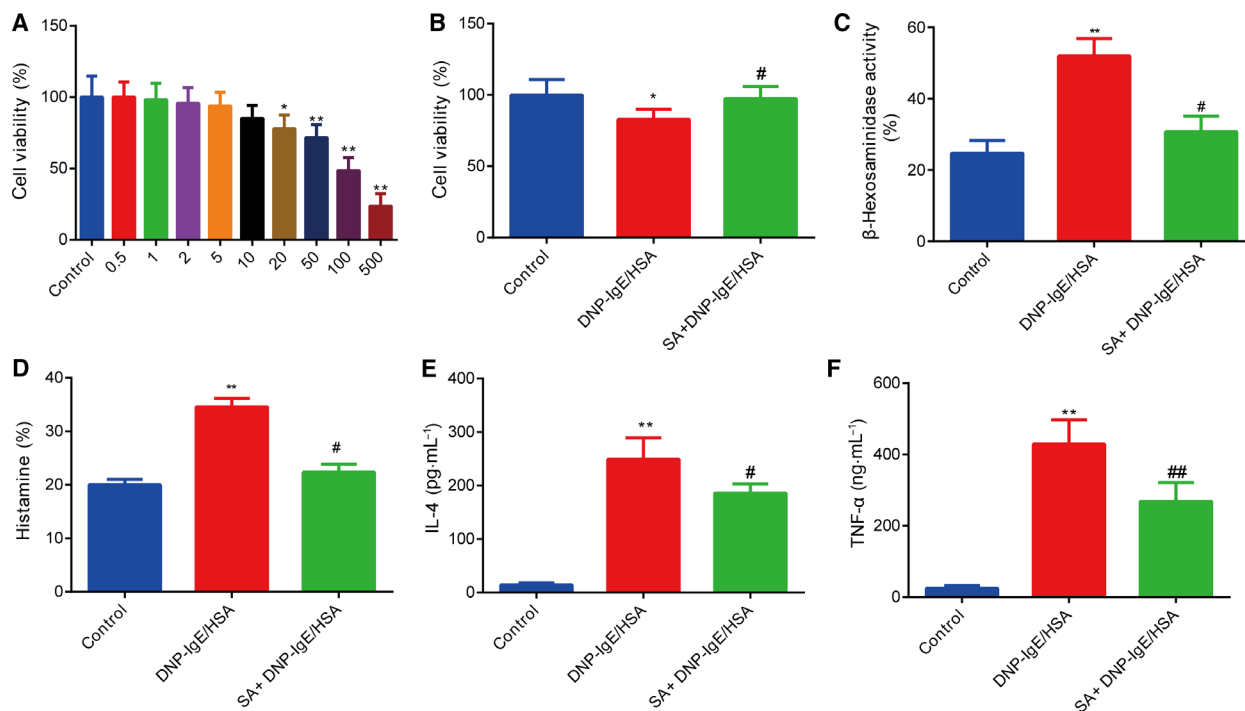 A
Cell viability (%)
150
100
50
0
*
**
**
**
Control
0.5
1
2
5
10
20
50
100
500
B
Cell viability (%)
150
100
50
0
*
#
Control
DNP-IgE/HSA
SA+DNP-IgE/HSA
C
β-Hexosaminidase activity
(%)
60
40
20
0
**
#
Control
DNP-IgE/HSA
SA+ DNP-IgE/HSA
D
Histamine (%)
40
30
20
10
0
**
#
Control
DNP-IgE/HSA
SA+ DNP-IgE/HSA
E
IL-4 (pg·mL⁻¹)
400
300
200
100
0
**
#
Control
DNP-IgE/HSA
SA+ DNP-IgE/HSA
F
TNF-α (ng·mL⁻¹)
600
400
200
0
**
##
Control
DNP-IgE/HSA
SA+ DNP-IgE/HSA